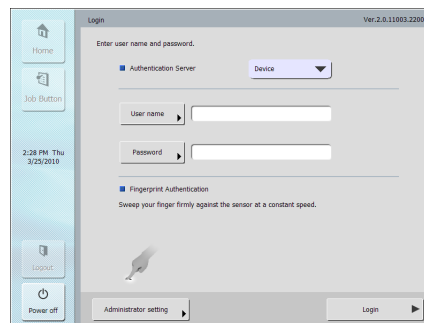 Login
Ver.2.0.11003.2200
Home
Job Button
2:28 PM Thu
3/25/2010
Logout
Power off
Enter user name and password.
Authentication Server
Device
User name
Password
Fingerprint Authentication
Sweep your finger firmly against the sensor at a constant speed.
Administrator setting
Login